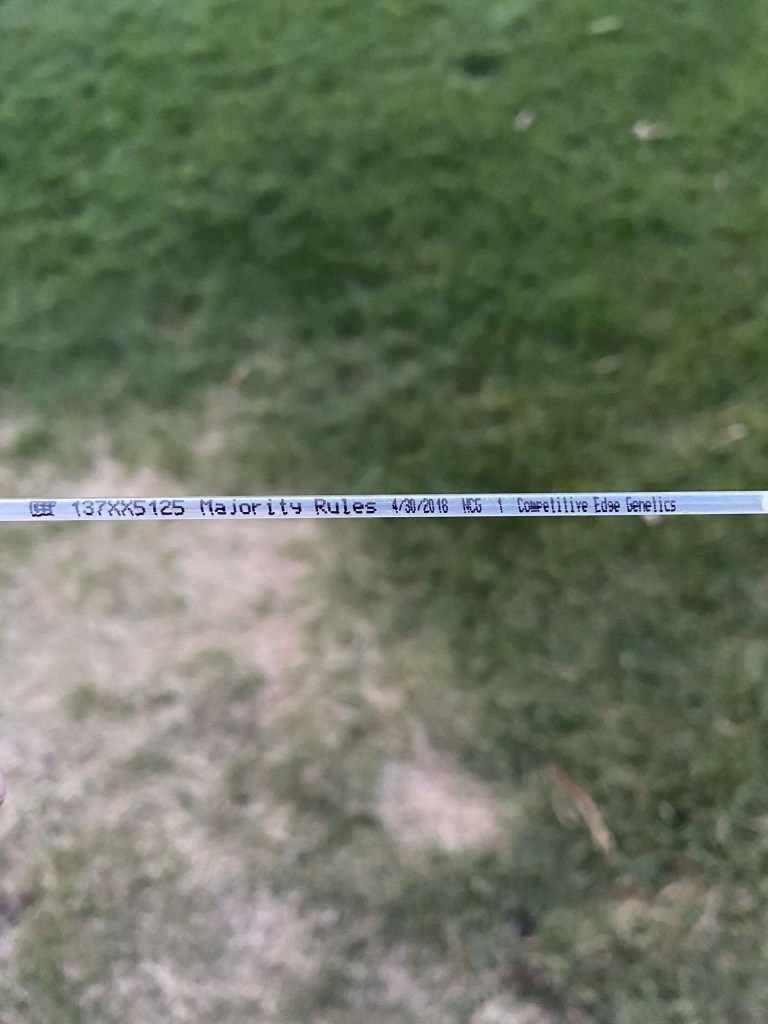 137XX5125 Majority Rules 4/30/2018 NCG 1 Competitive Edge Genetics